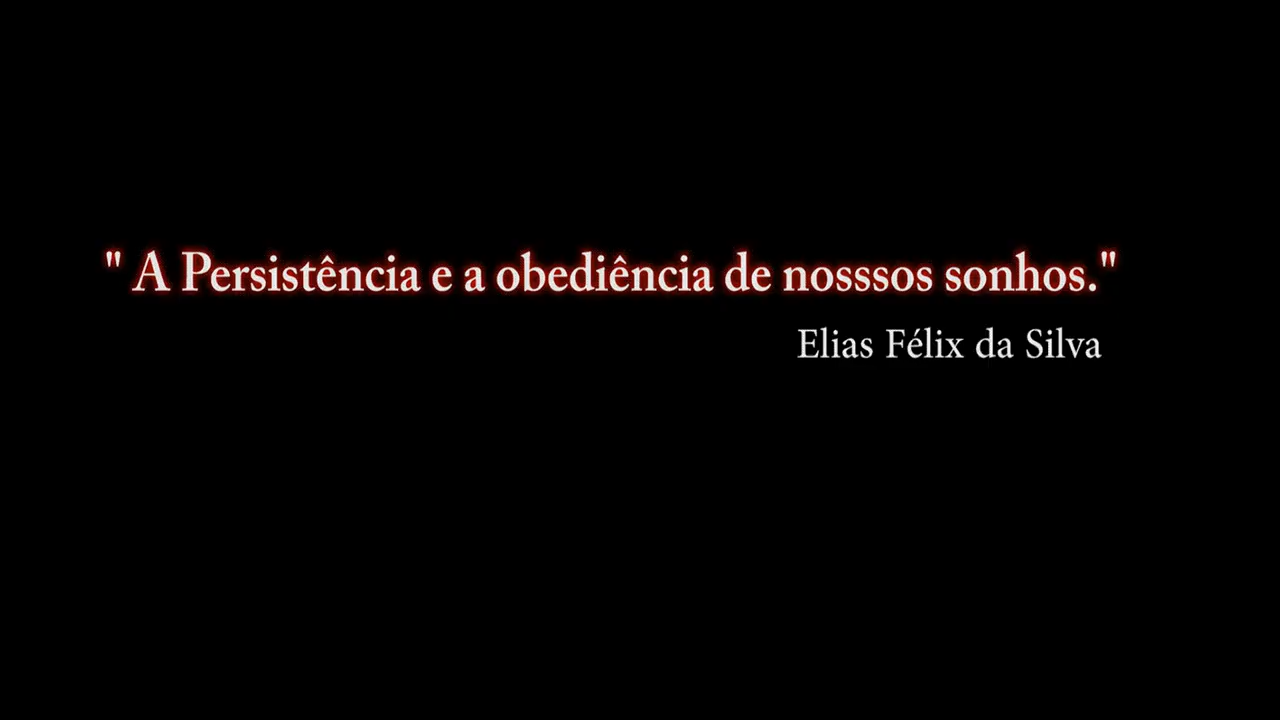 " A Persistência e a obediência de nosssos sonhos."
Elias Félix da Silva